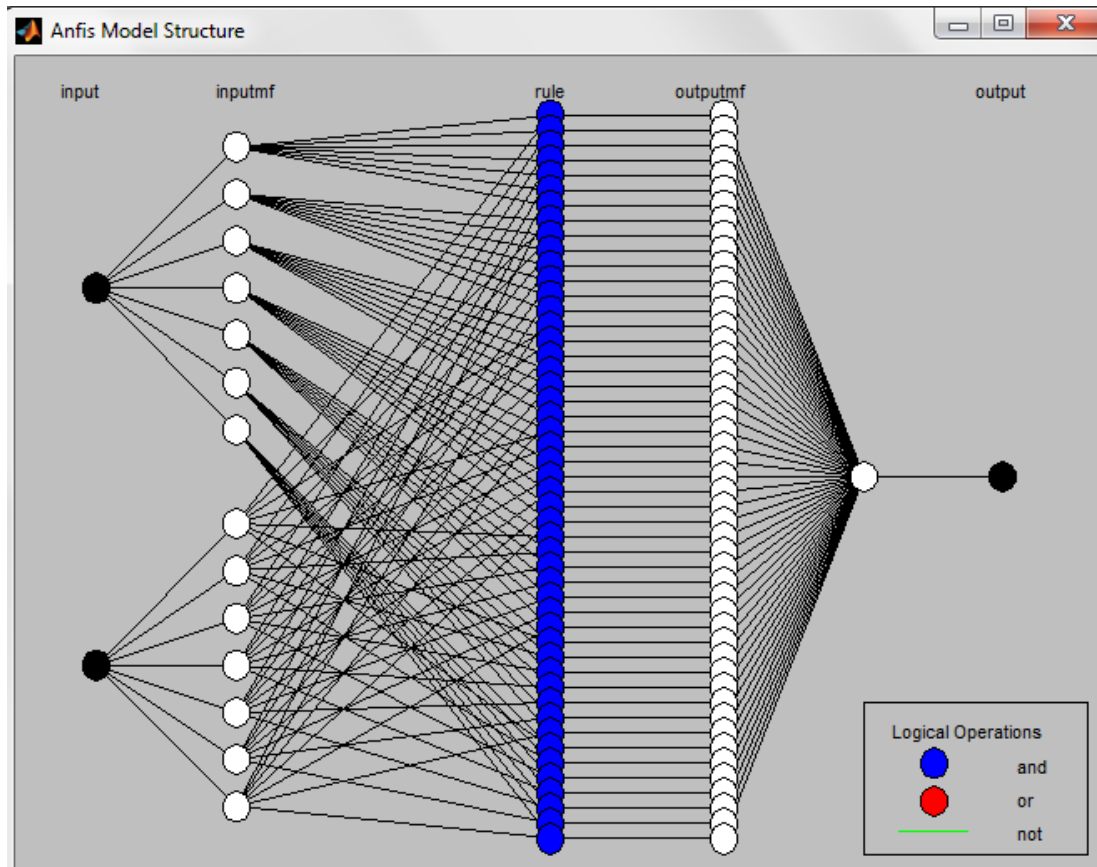 Anfis Model Structure
input inputmf rule outputmf output
Logical Operations
and
or
not